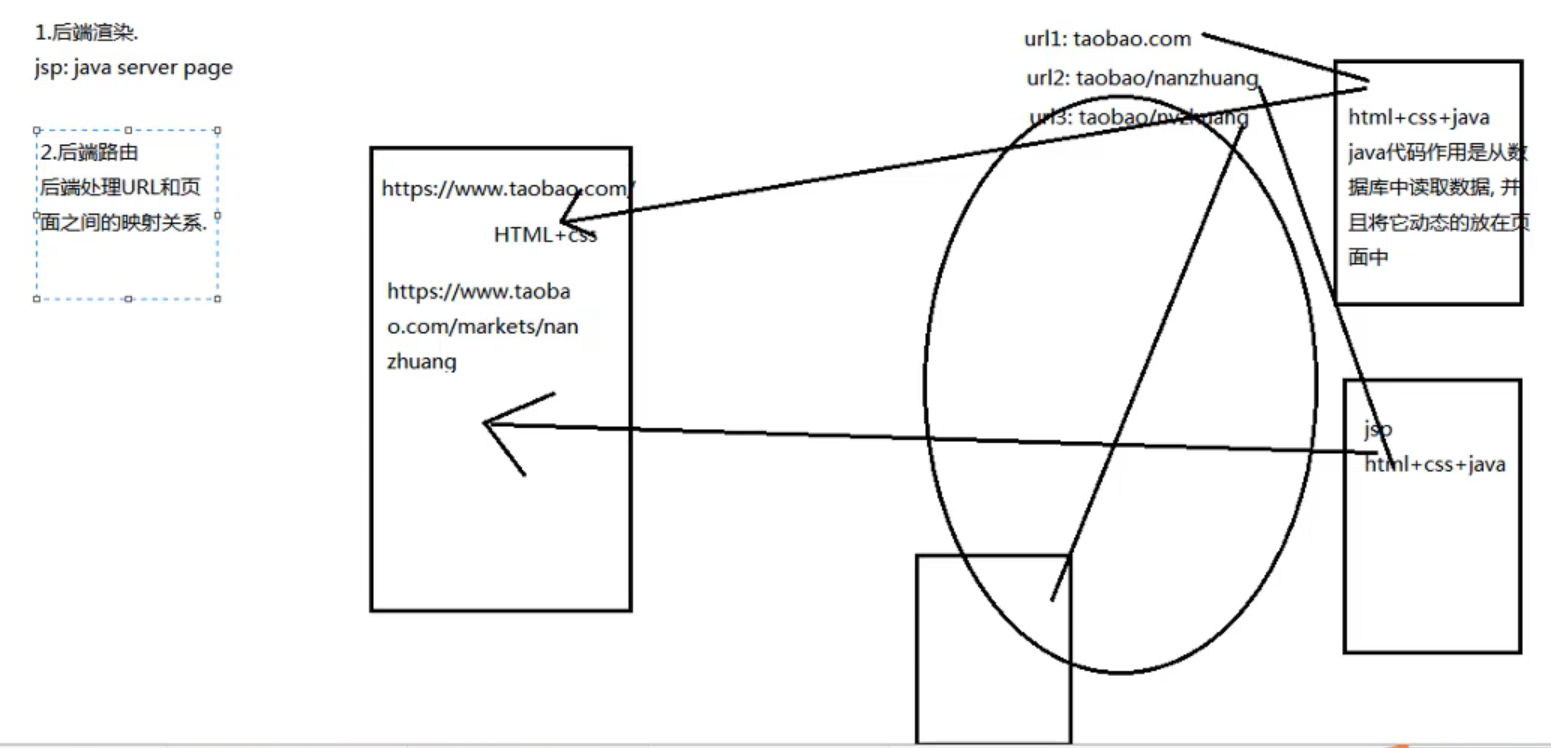 1.后端渲染.
jsp: java server page
2.后端路由
后端处理URL和页
面之间的映射关系.
https://www.taobao.com/
HTML+css
https://www.taoba
o.com/markets/nan
zhuang
url1: taobao.com
url2: taobao/nanzhuang
url3: taobao/nvzhuang
html+css+java
java代码作用是从数
据库中读取数据, 并
且将它动态的放在页
面中
jsp
html+css+java